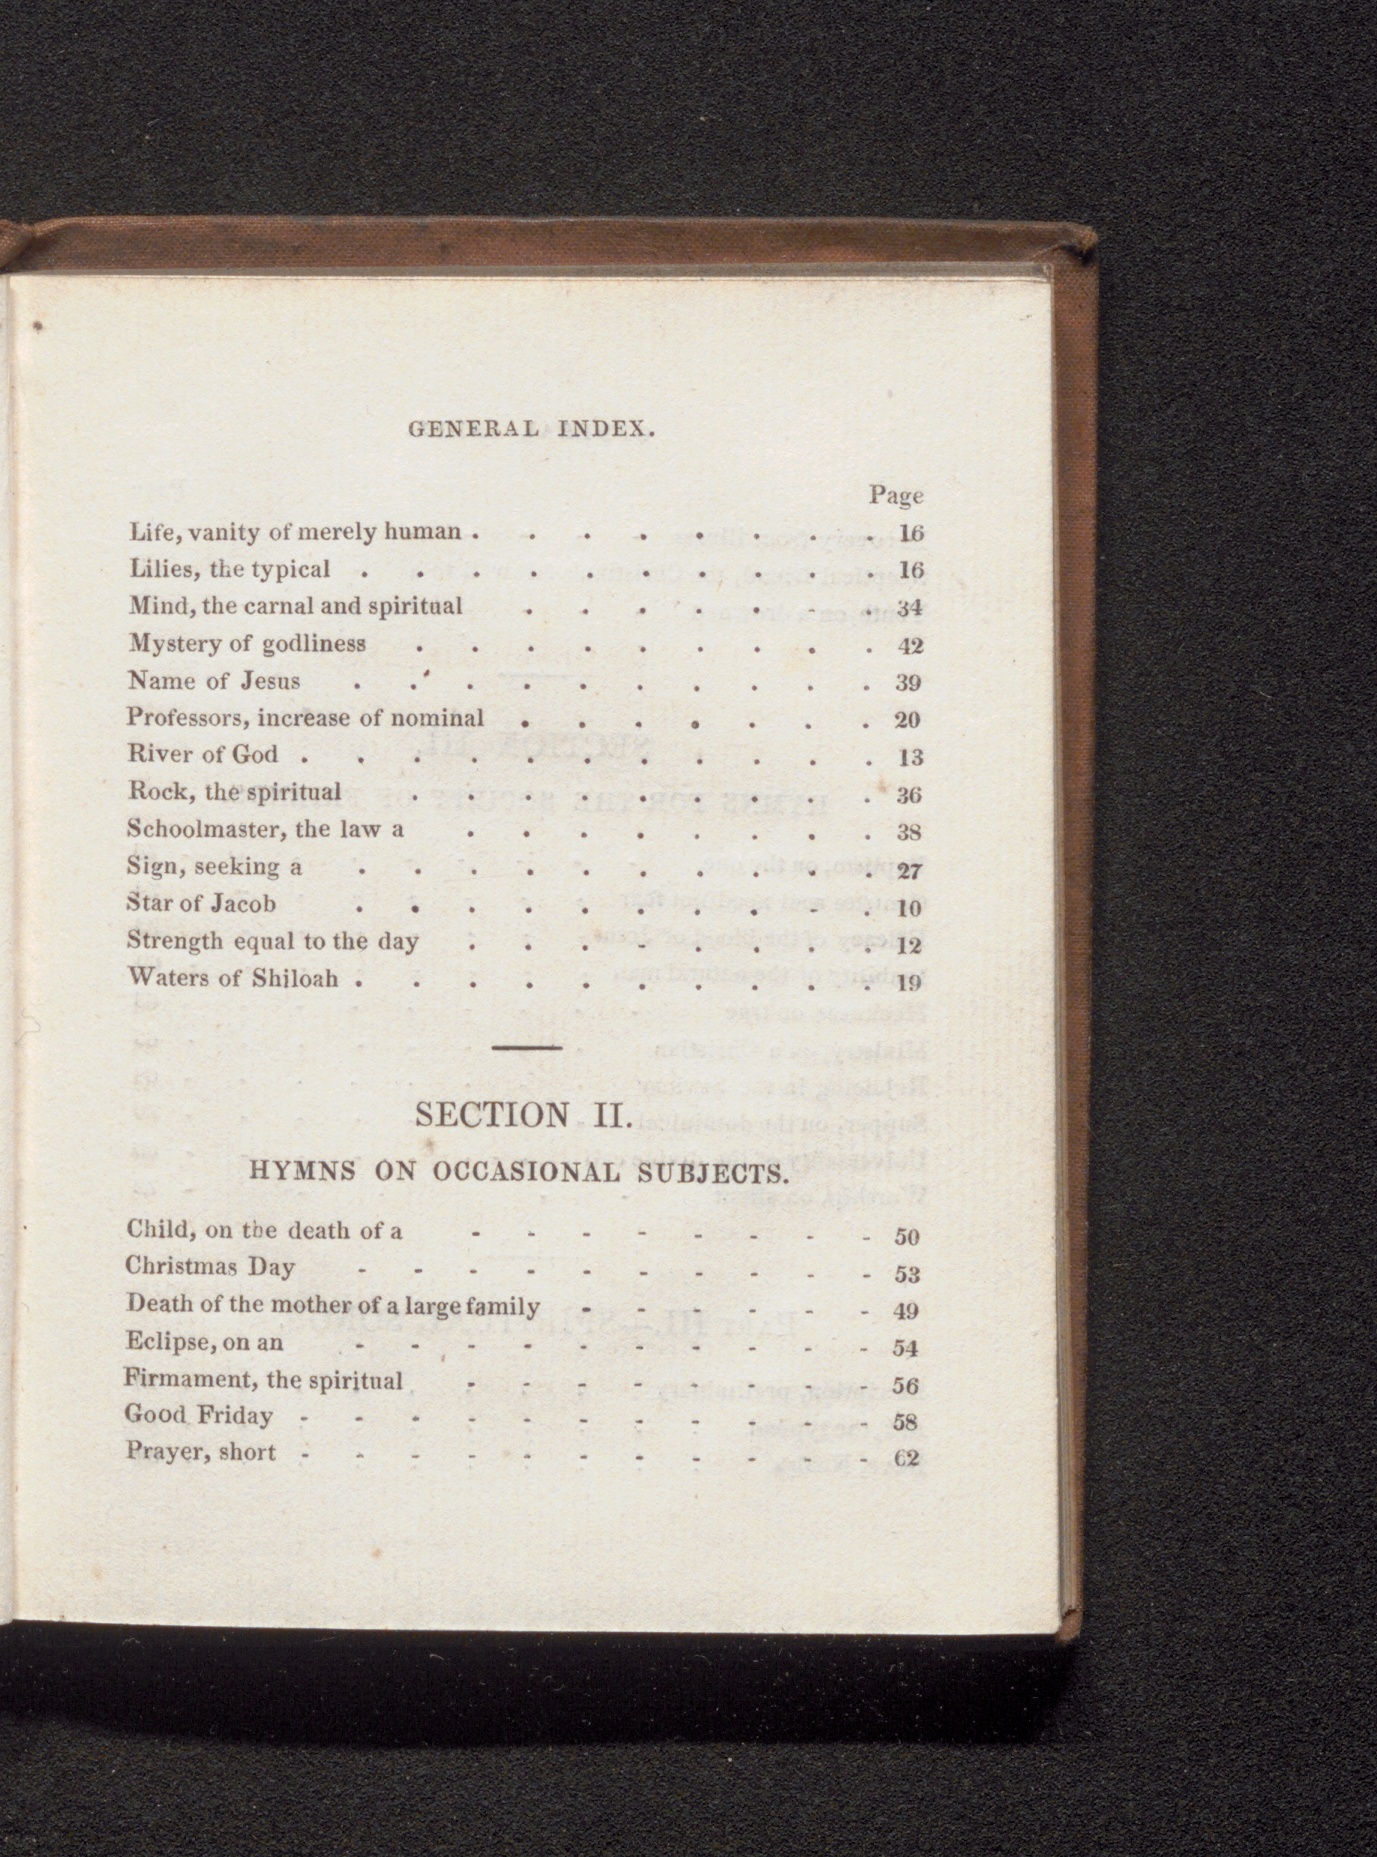 GENERAL INDEX.
Page
Life, vanity of merely human . . . . . . . . 16
Lilies, the typical . . . . . . . . . . 16
Mind, the carnal and spiritual . . . . . . - . 34
Mystery of godliness . . . . . . . . . 42
Name of Jesus . . . . . . . . . . 39
Professors, increase of nominal . . . . . . . 20
River of God . . . . . . . . . . . 13
Rock, the spiritual . . . . . . . . . 36
Schoolmaster, the law a . . . . . . . . 38
Sign, seeking a . . . . . . . . . . 27
Star of Jacob . . . . . . . . - . 10
Strength equal to the day . . . - . . . . 12
Waters of Shiloah . . . . . . . . . . 19
SECTION II.
HYMNS ON OCCASIONAL SUBJECTS.
Child, on the death of a - - - - - - - - 50
Christmas Day - - - - - - - - - - 53
Death of the mother of a large family - - - - - - 49
Eclipse, on an - - - - - - - - - - 54
Firmament, the spiritual - - - - - - - - 56
Good Friday - - - - - - - - - - - 58
Prayer, short - - - - - - - - - - - 62